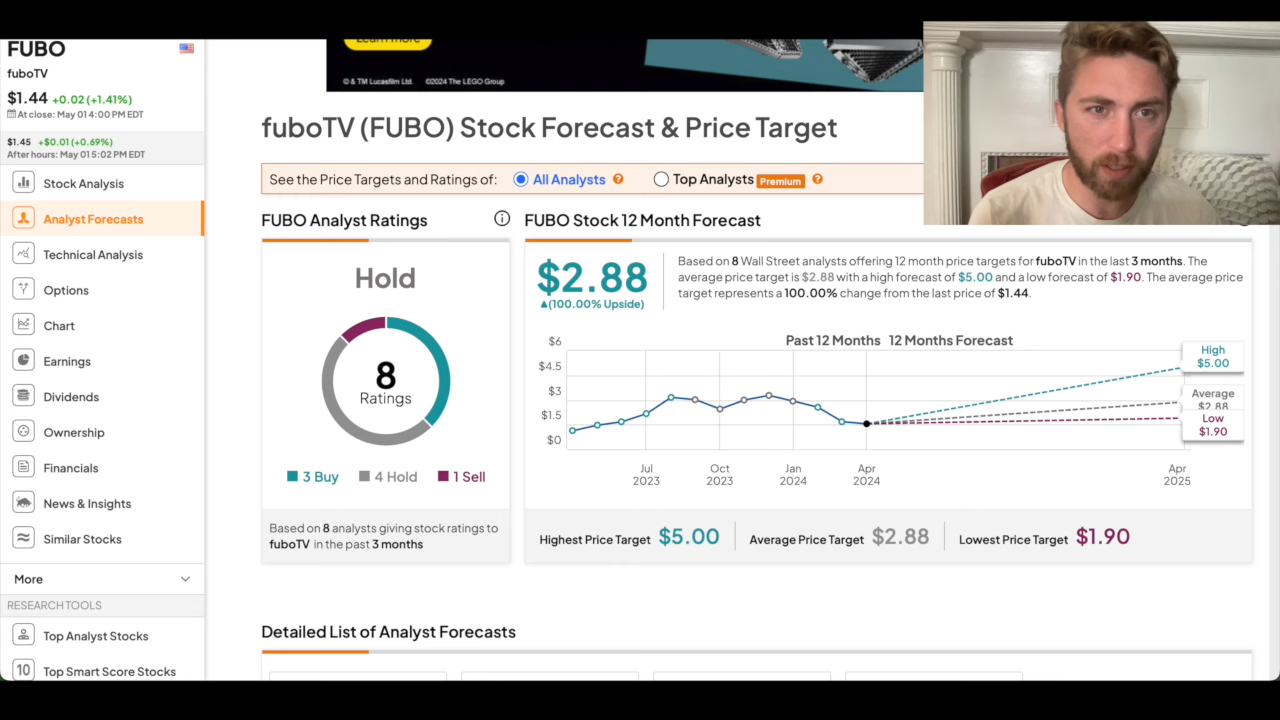 Learn more
© & TM Lucasfilm Ltd. ©2024 The LEGO Group
FUBO
fuboTV
$1.44 +0.02 (+1.41%)
At close: May 01 4:00 PM EDT
$1.45 +$0.01 (+0.69%)
After hours: May 01 5:02 PM EDT
Stock Analysis
Analyst Forecasts
Technical Analysis
Options
Chart
Earnings
Dividends
Ownership
Financials
News & Insights
Similar Stocks
More
RESEARCH TOOLS
Top Analyst Stocks
10 Top Smart Score Stocks
fuboTV (FUBO) Stock Forecast & Price Target
See the Price Targets and Ratings of: All Analysts ? Top Analysts Premium ?
FUBO Analyst Ratings
Hold
8
Ratings
3 Buy 4 Hold 1 Sell
Based on 8 analysts giving stock ratings to
fuboTV in the past 3 months
FUBO Stock 12 Month Forecast
$2.88
▲(100.00% Upside)
Based on 8 Wall Street analysts offering 12 month price targets for fuboTV in the last 3 months. The
average price target is $2.88 with a high forecast of $5.00 and a low forecast of $1.90. The average price
target represents a 100.00% change from the last price of $1.44.
Past 12 Months 12 Months Forecast
$6
$4.5
$3
$1.5
$0
High
$5.00
Average
$2.88
Low
$1.90
Jul Oct Jan Apr Apr
2023 2023 2024 2024 2025
Highest Price Target $5.00 Average Price Target $2.88 Lowest Price Target $1.90
Detailed List of Analyst Forecasts